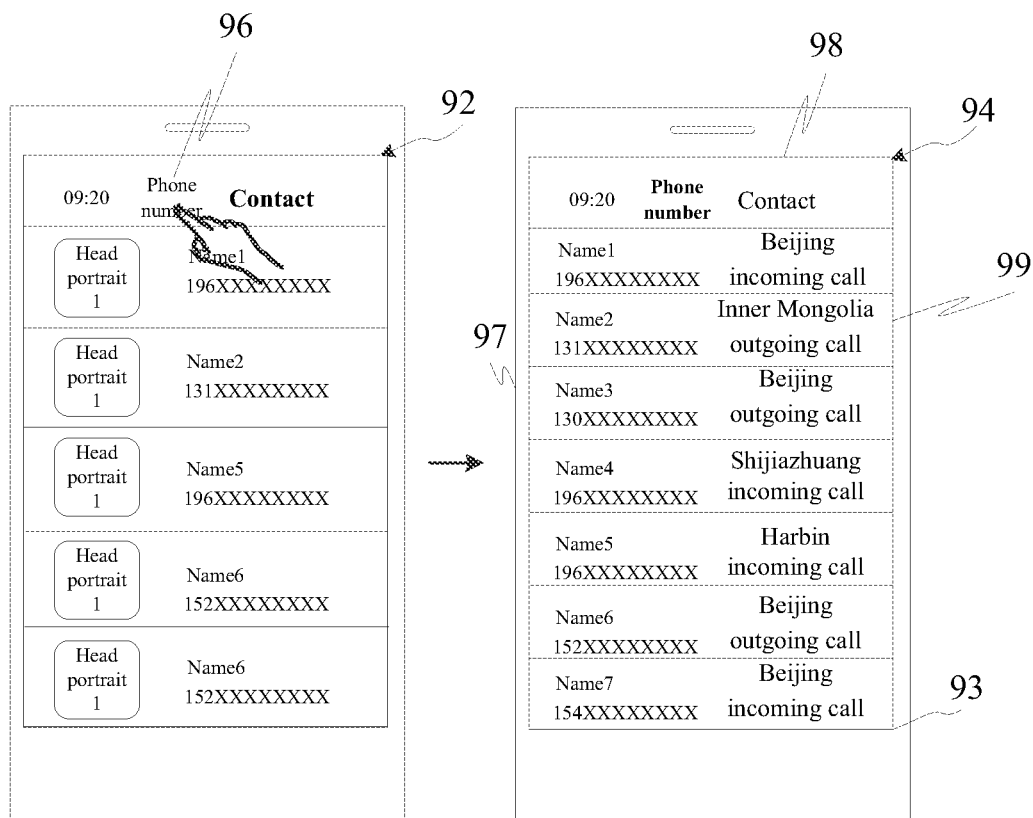 96
92
09:20
Phone
number
Contact
Head
portrait
1
Name1
196XXXXXXXX
Head
portrait
1
Name2
131XXXXXXXX
Head
portrait
1
Name5
196XXXXXXXX
Head
portrait
1
Name6
152XXXXXXXX
Head
portrait
1
Name6
152XXXXXXXX
98
94
97
99
93
09:20
Phone
number
Contact
Name1
196XXXXXXXX
Beijing
incoming call
Name2
131XXXXXXXX
Inner Mongolia
outgoing call
Name3
130XXXXXXXX
Beijing
outgoing call
Name4
196XXXXXXXX
Shijiazhuang
incoming call
Name5
196XXXXXXXX
Harbin
incoming call
Name6
152XXXXXXXX
Beijing
outgoing call
Name7
154XXXXXXXX
Beijing
incoming call